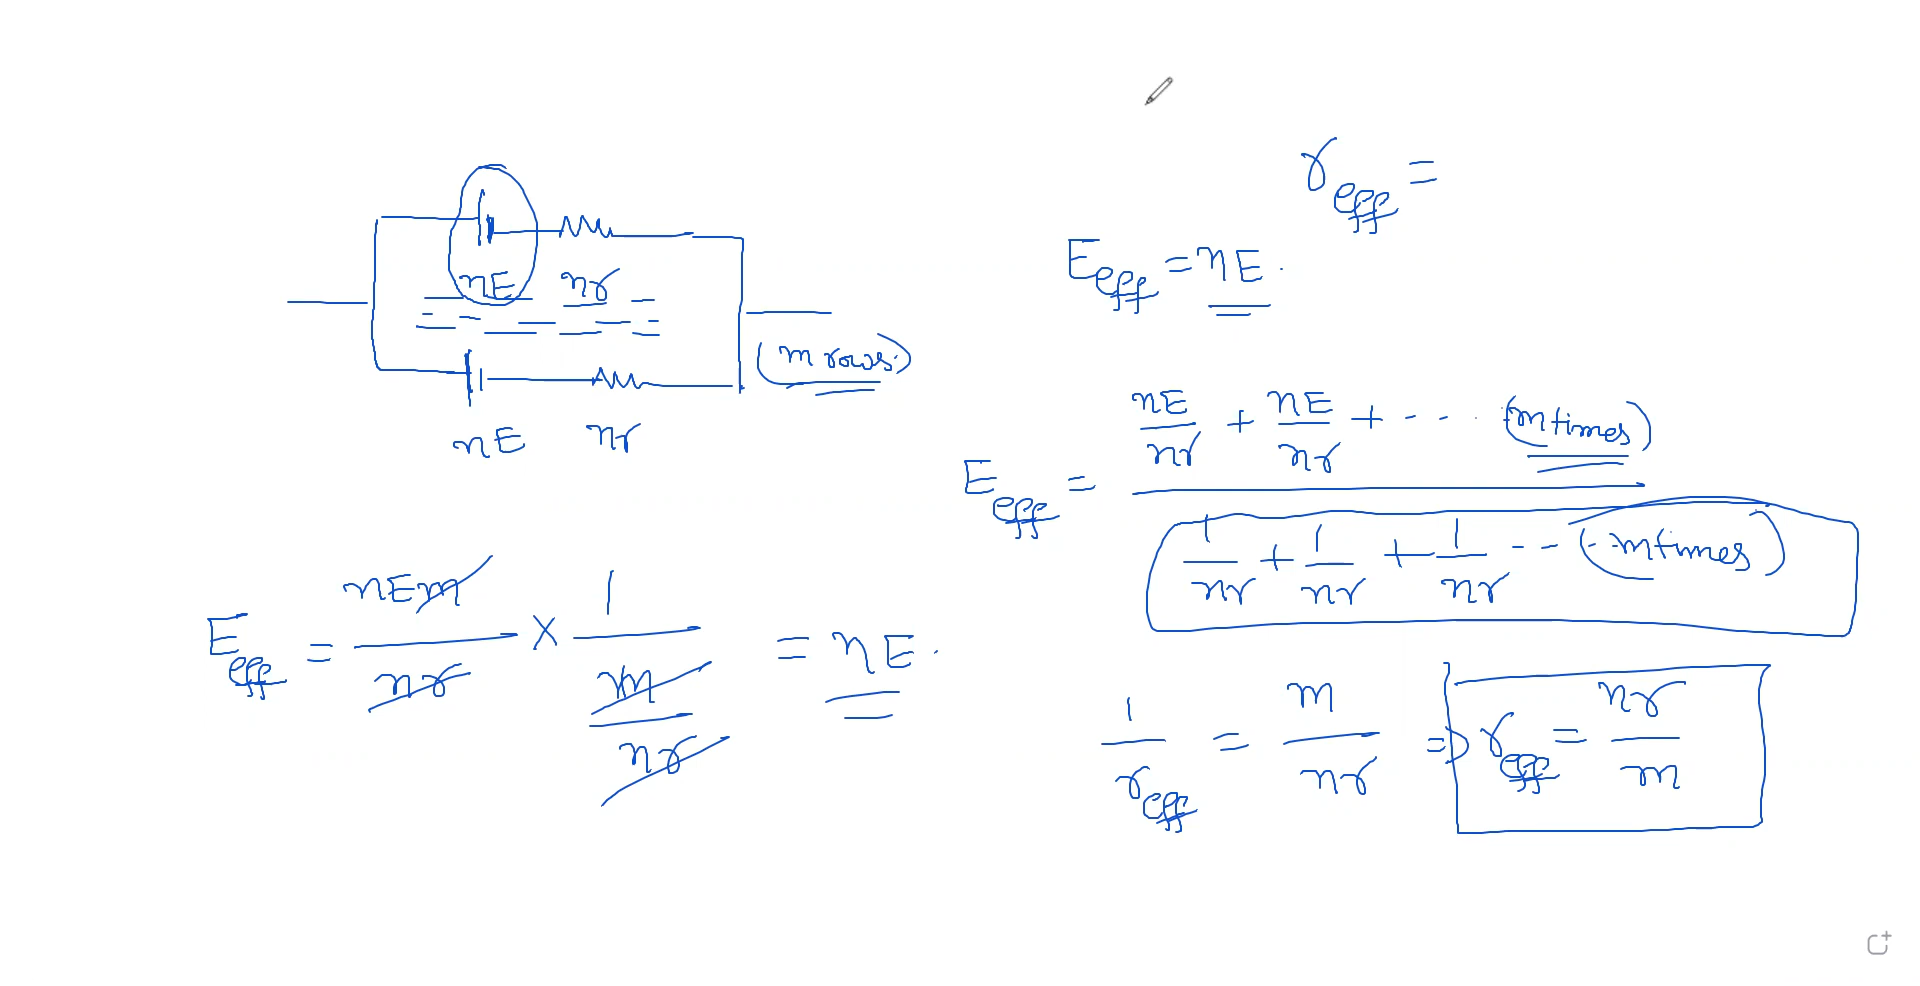 r_eff =
E_eff = nE.
nE nr
(m rows.)
nE nr
E_eff = (nE/nr + nE/nr + - - . (m times)) / (1/nr + 1/nr + 1/nr - - (- m times))
E_eff = nEm/nr × 1/(m/nr) = nE.
1/r_eff = m/nr ⇒ r_eff = nr/m